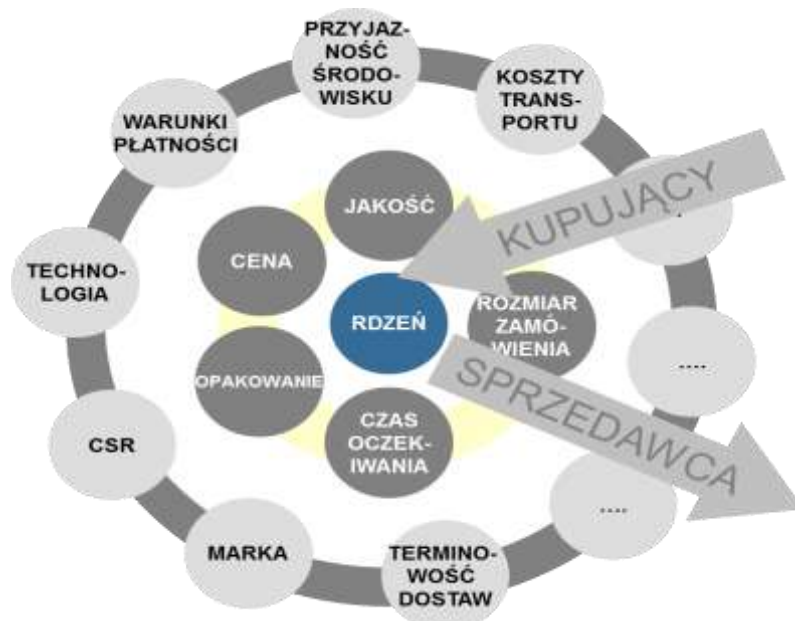 PRZYJAZ-
NOŚĆ
ŚRODO-
WISKU
KOSZTY
TRANS-
PORTU
WARUNKI
PŁATNOŚCI
KUPUJĄCY
JAKOŚĆ
CENA
TECHNO-
LOGIA
RDZEŃ
ROZMIAR
ZAMÓ-
WIENIA
....
OPAKOWANIE
SPRZEDAWCA
CZAS
OCZEK-
IWANIA
CSR
....
MARKA
TERMINO-
WOŚĆ
DOSTAW